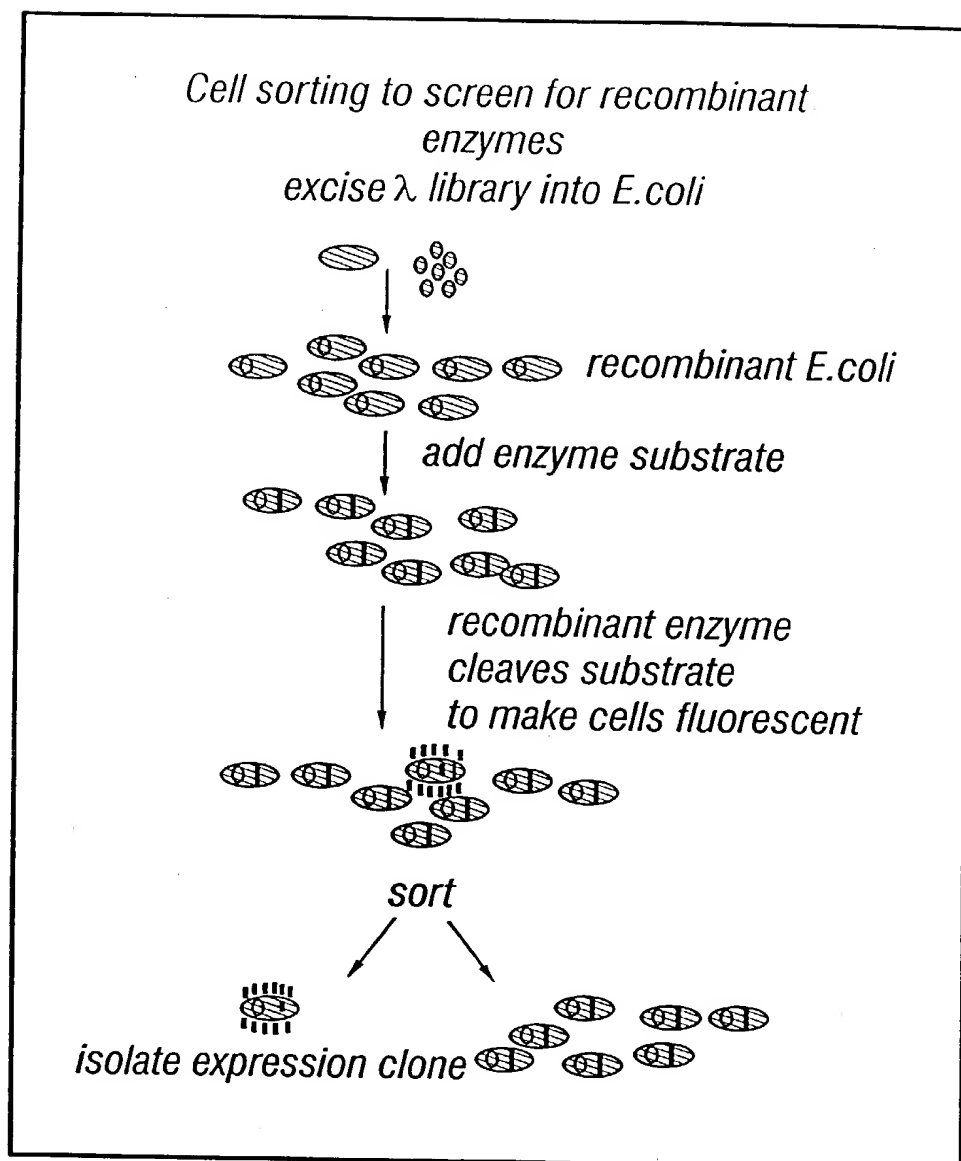 Cell sorting to screen for recombinant
enzymes
excise λ library into E.coli
recombinant E.coli
add enzyme substrate
recombinant enzyme
cleaves substrate
to make cells fluorescent
sort
isolate expression clone